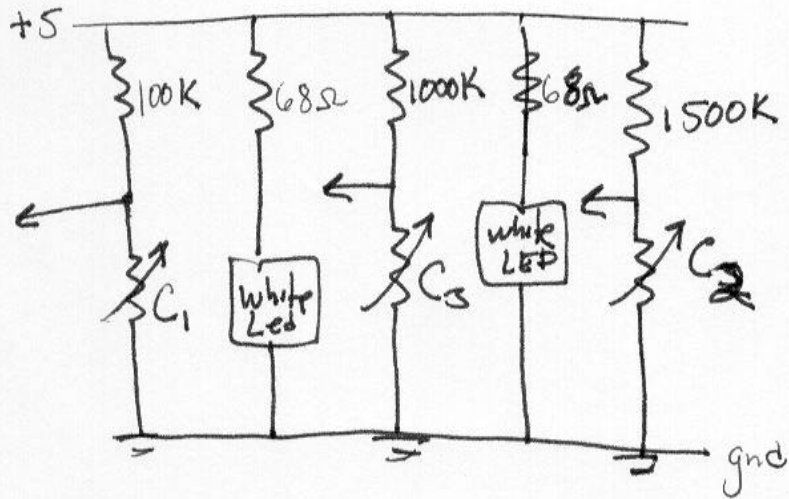 +5
100K
68Ω
1000K
68Ω
1500K
C1
White
Led
C3
white
LED
C2
gnd